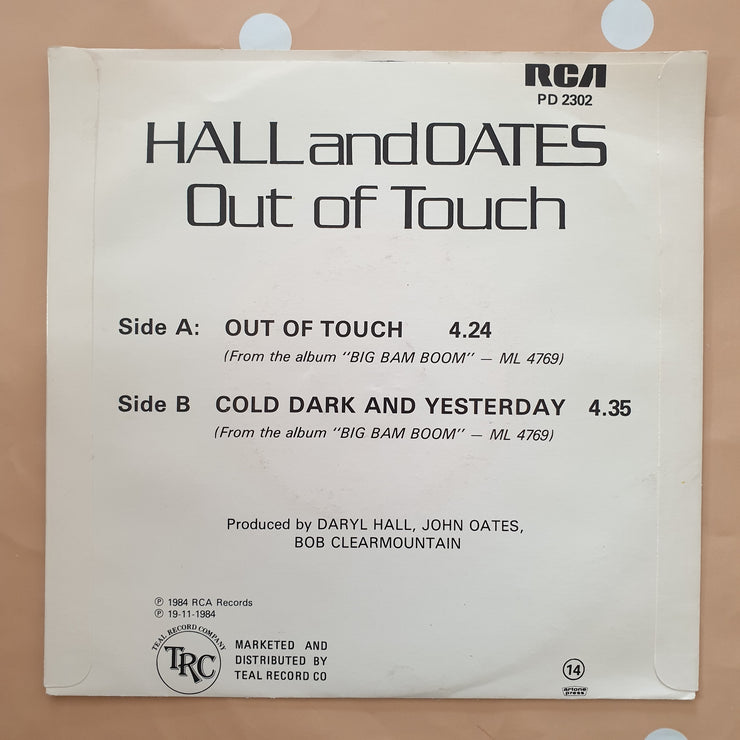 RCA
PD 2302
HALL and OATES
Out of Touch
Side A: OUT OF TOUCH 4.24
(From the album "BIG BAM BOOM" — ML 4769)
Side B COLD DARK AND YESTERDAY 4.35
(From the album "BIG BAM BOOM" — ML 4769)
Produced by DARYL HALL, JOHN OATES,
BOB CLEARMOUNTAIN
℗ 1984 RCA Records
℗ 19-11-1984
TEAL RECORD COMPANY
TRC
MARKETED AND
DISTRIBUTED BY
TEAL RECORD CO
14
artone
press